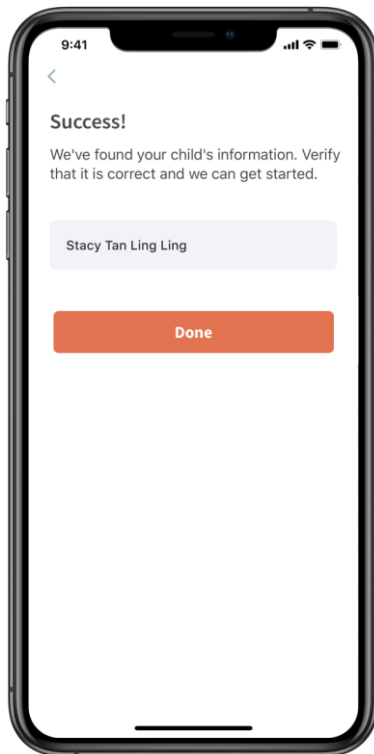 9:41
Success!
We've found your child's information. Verify
that it is correct and we can get started.
Stacy Tan Ling Ling
Done